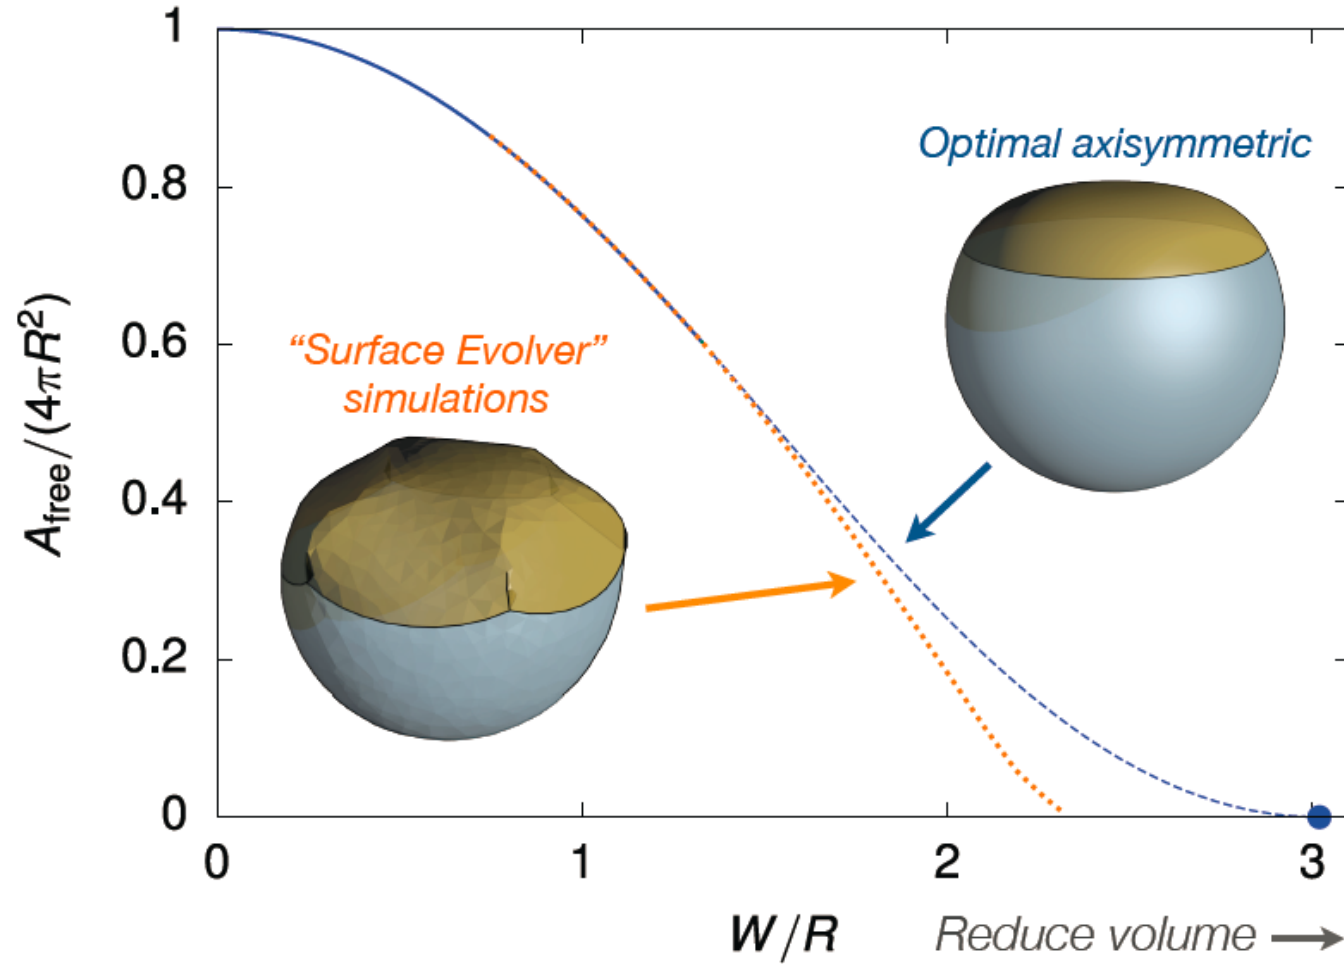 1
Optimal axisymmetric
0.8
"Surface Evolver"
simulations
0.6
A_free/(4πR²)
0.4
0.2
0
0 1 2 3
W/R Reduce volume →